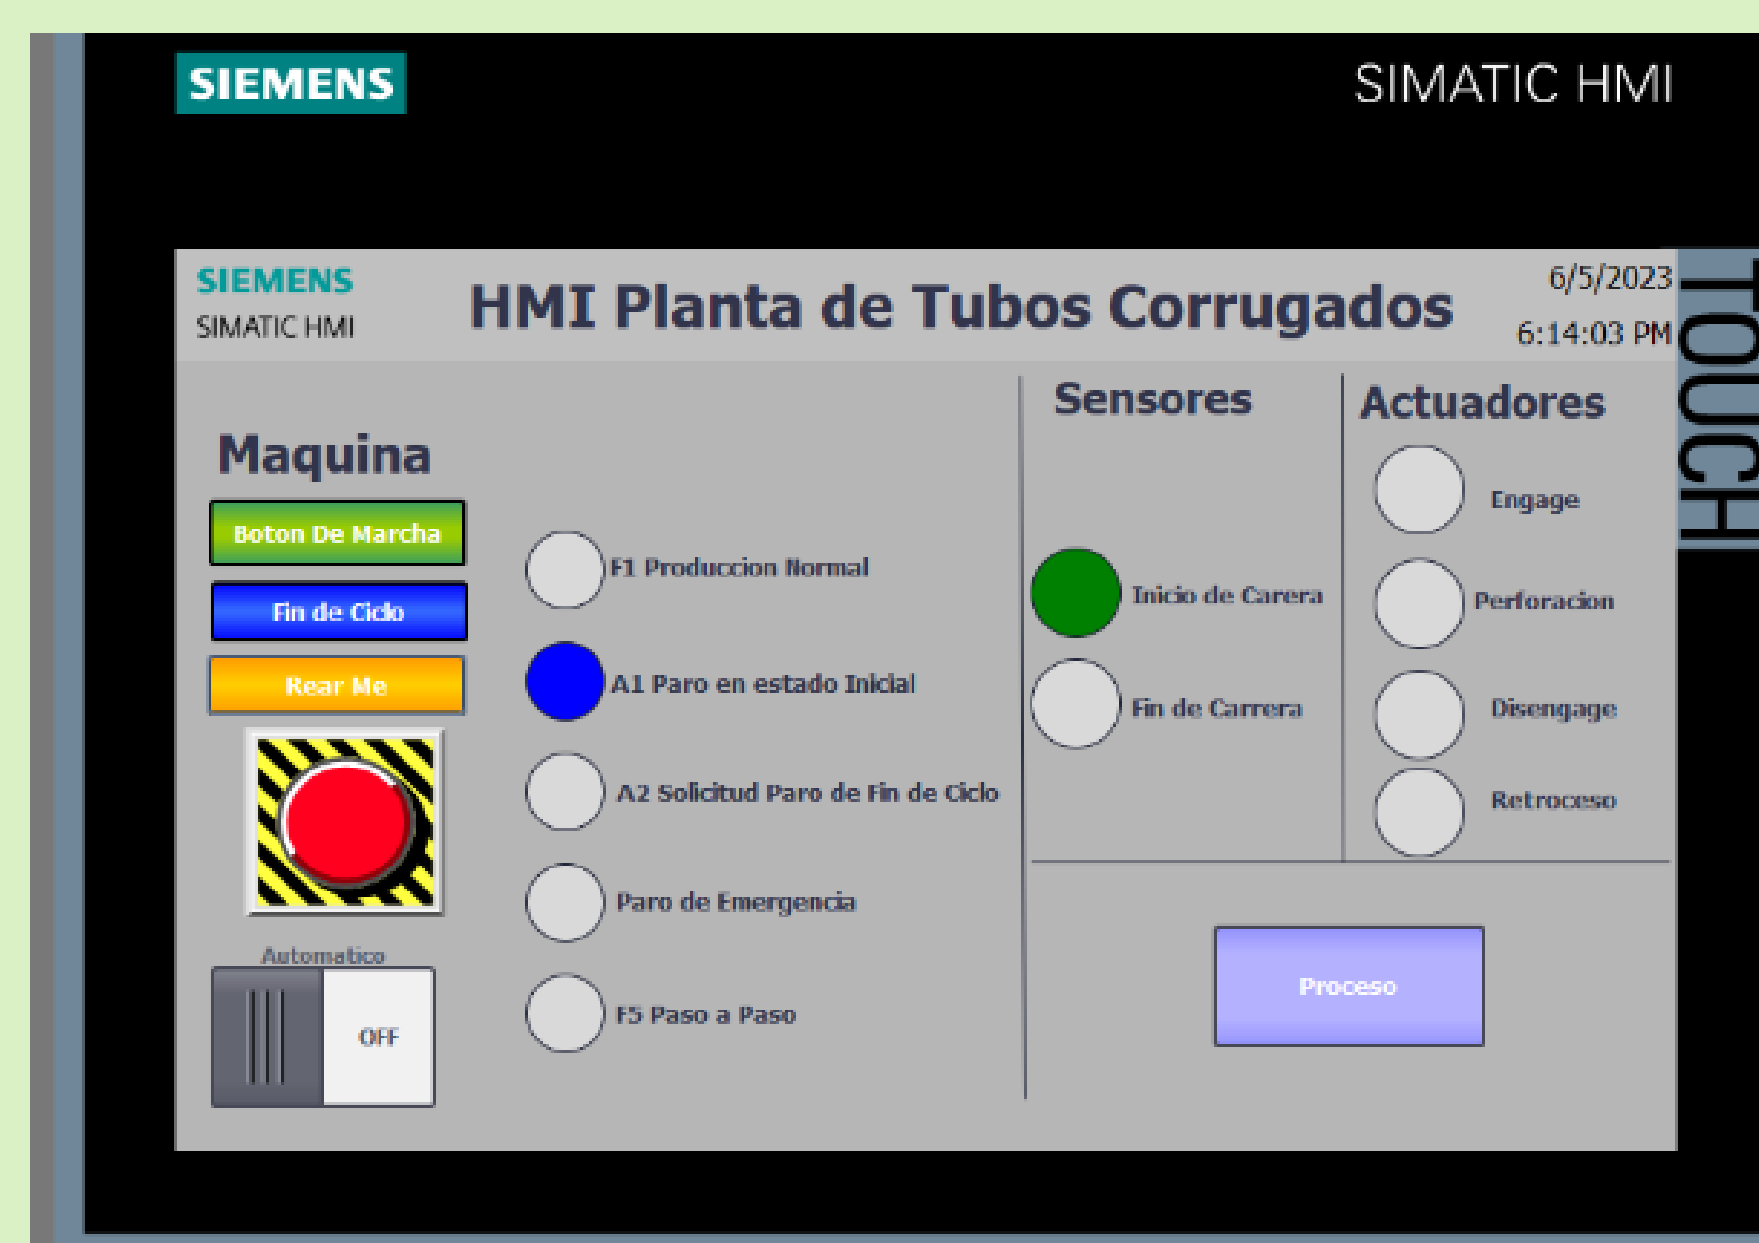 SIEMENS
SIMATIC HMI
SIEMENS
SIMATIC HMI
HMI Planta de Tubos Corrugados
6/5/2023
6:14:03 PM
TOUCH
Maquina
Boton De Marcha
Fin de Ciclo
Rear Me
Automatico
OFF
F1 Produccion Normal
A1 Paro en estado Inicial
A2 Solicitud Paro de Fin de Ciclo
Paro de Emergencia
F5 Paso a Paso
Sensores
Inicio de Carera
Fin de Carrera
Actuadores
Engage
Perforacion
Disengage
Retroceso
Proceso